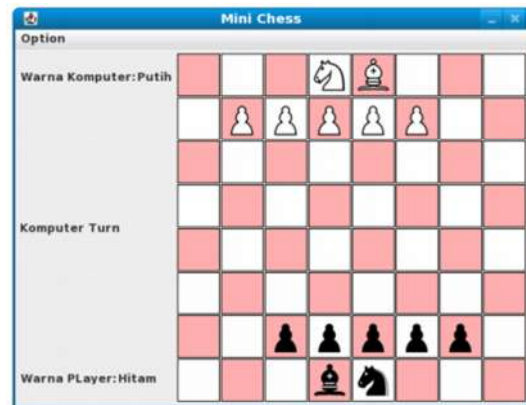 Mini Chess
Option
Warna Komputer:Putih
Komputer Turn
Warna PLayer:Hitam